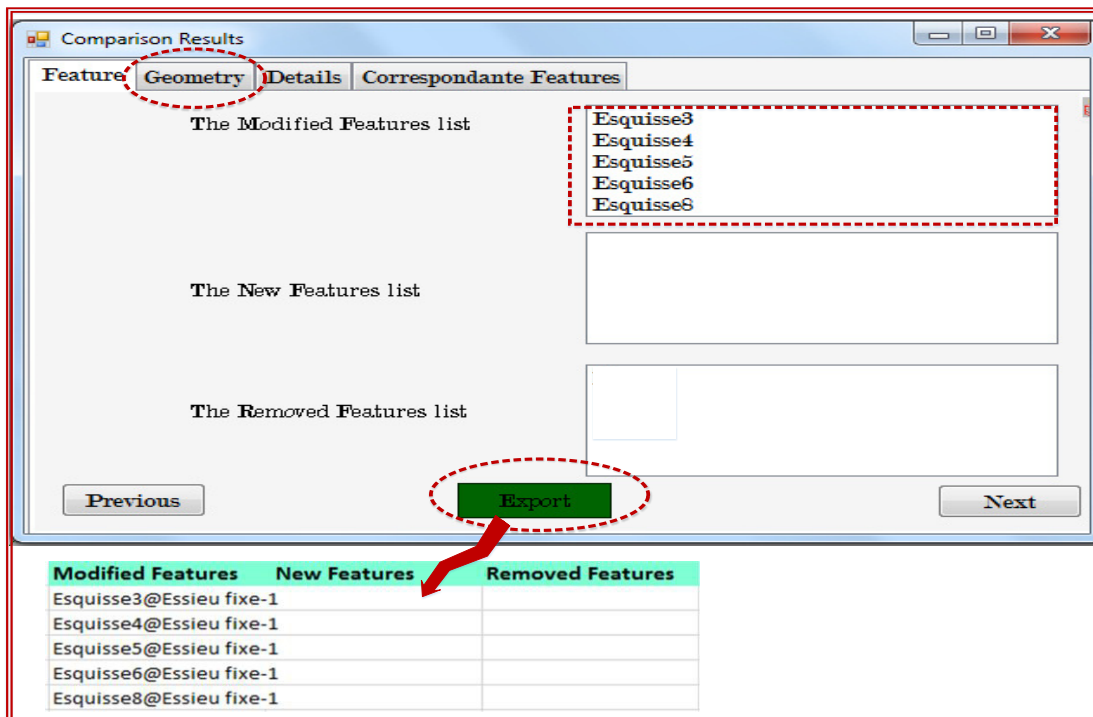 Comparison Results
Feature Geometry Details Correspondante Features
The Modified Features list
Esquisse3
Esquisse4
Esquisse5
Esquisse6
Esquisse8
The New Features list
The Removed Features list
Previous Export Next
Modified Features New Features Removed Features
Esquisse3@Essieu fixe-1
Esquisse4@Essieu fixe-1
Esquisse5@Essieu fixe-1
Esquisse6@Essieu fixe-1
Esquisse8@Essieu fixe-1